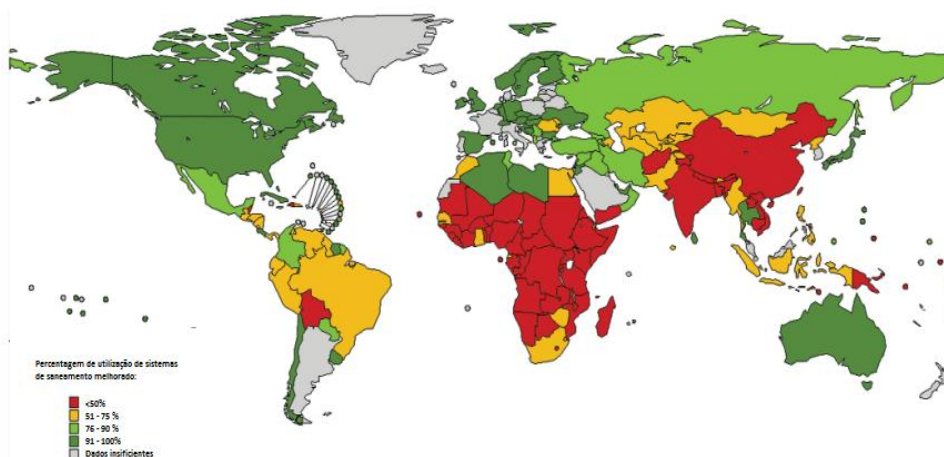 Percentagem de utilização de sistemas
de saneamento melhorado:
<50%
51 - 75 %
76 - 90 %
91 - 100%
Dados insificientes